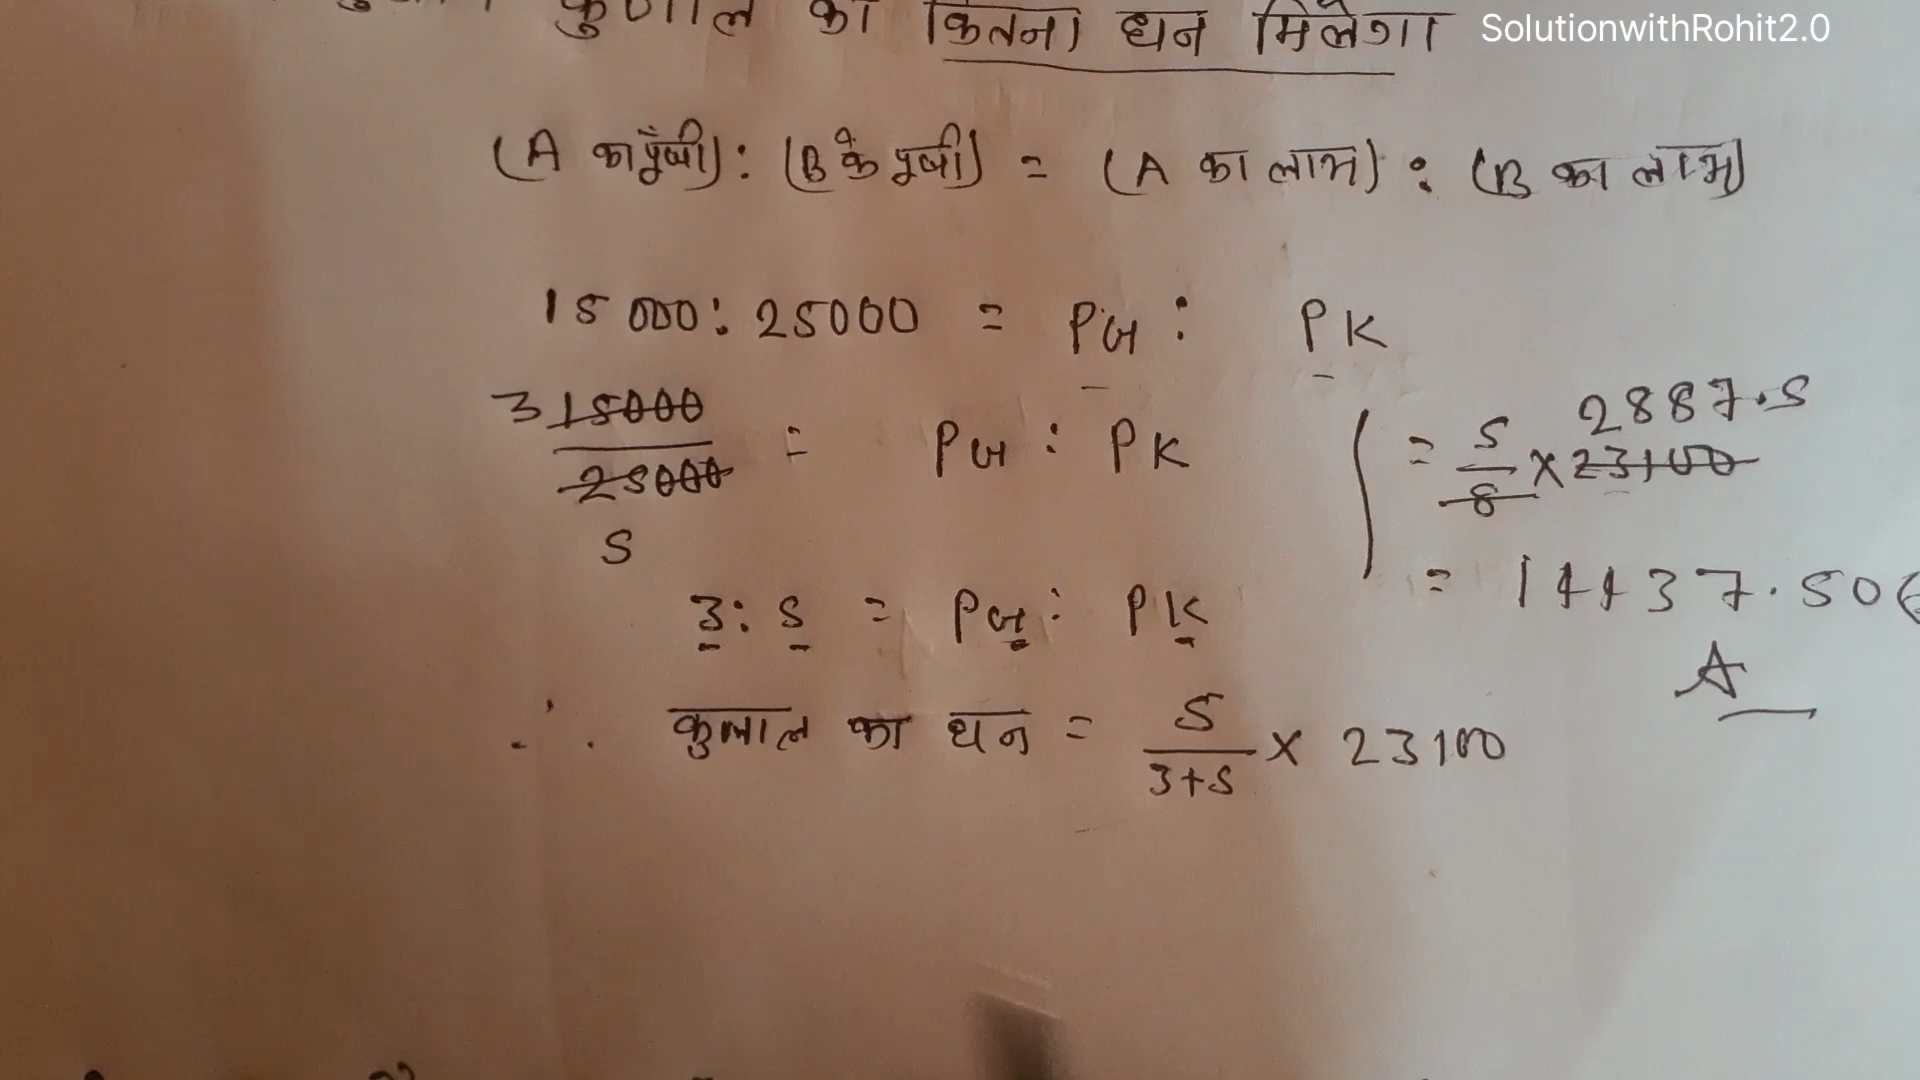 कुणाल को कितना धन मिलेगा
SolutionwithRohit2.0
(A का पूँजी) : (B के पूंजी) = (A का लाभ) : (B का लाभ)
15000 : 25000 = PG : PK
3 15000
25000 = PG : PK
5
3 : 5 = PG : PK
∴ कुणाल का धन = 5/3+5 × 23100
2887.5
= 5/8 × 23100
= 14437.50
A